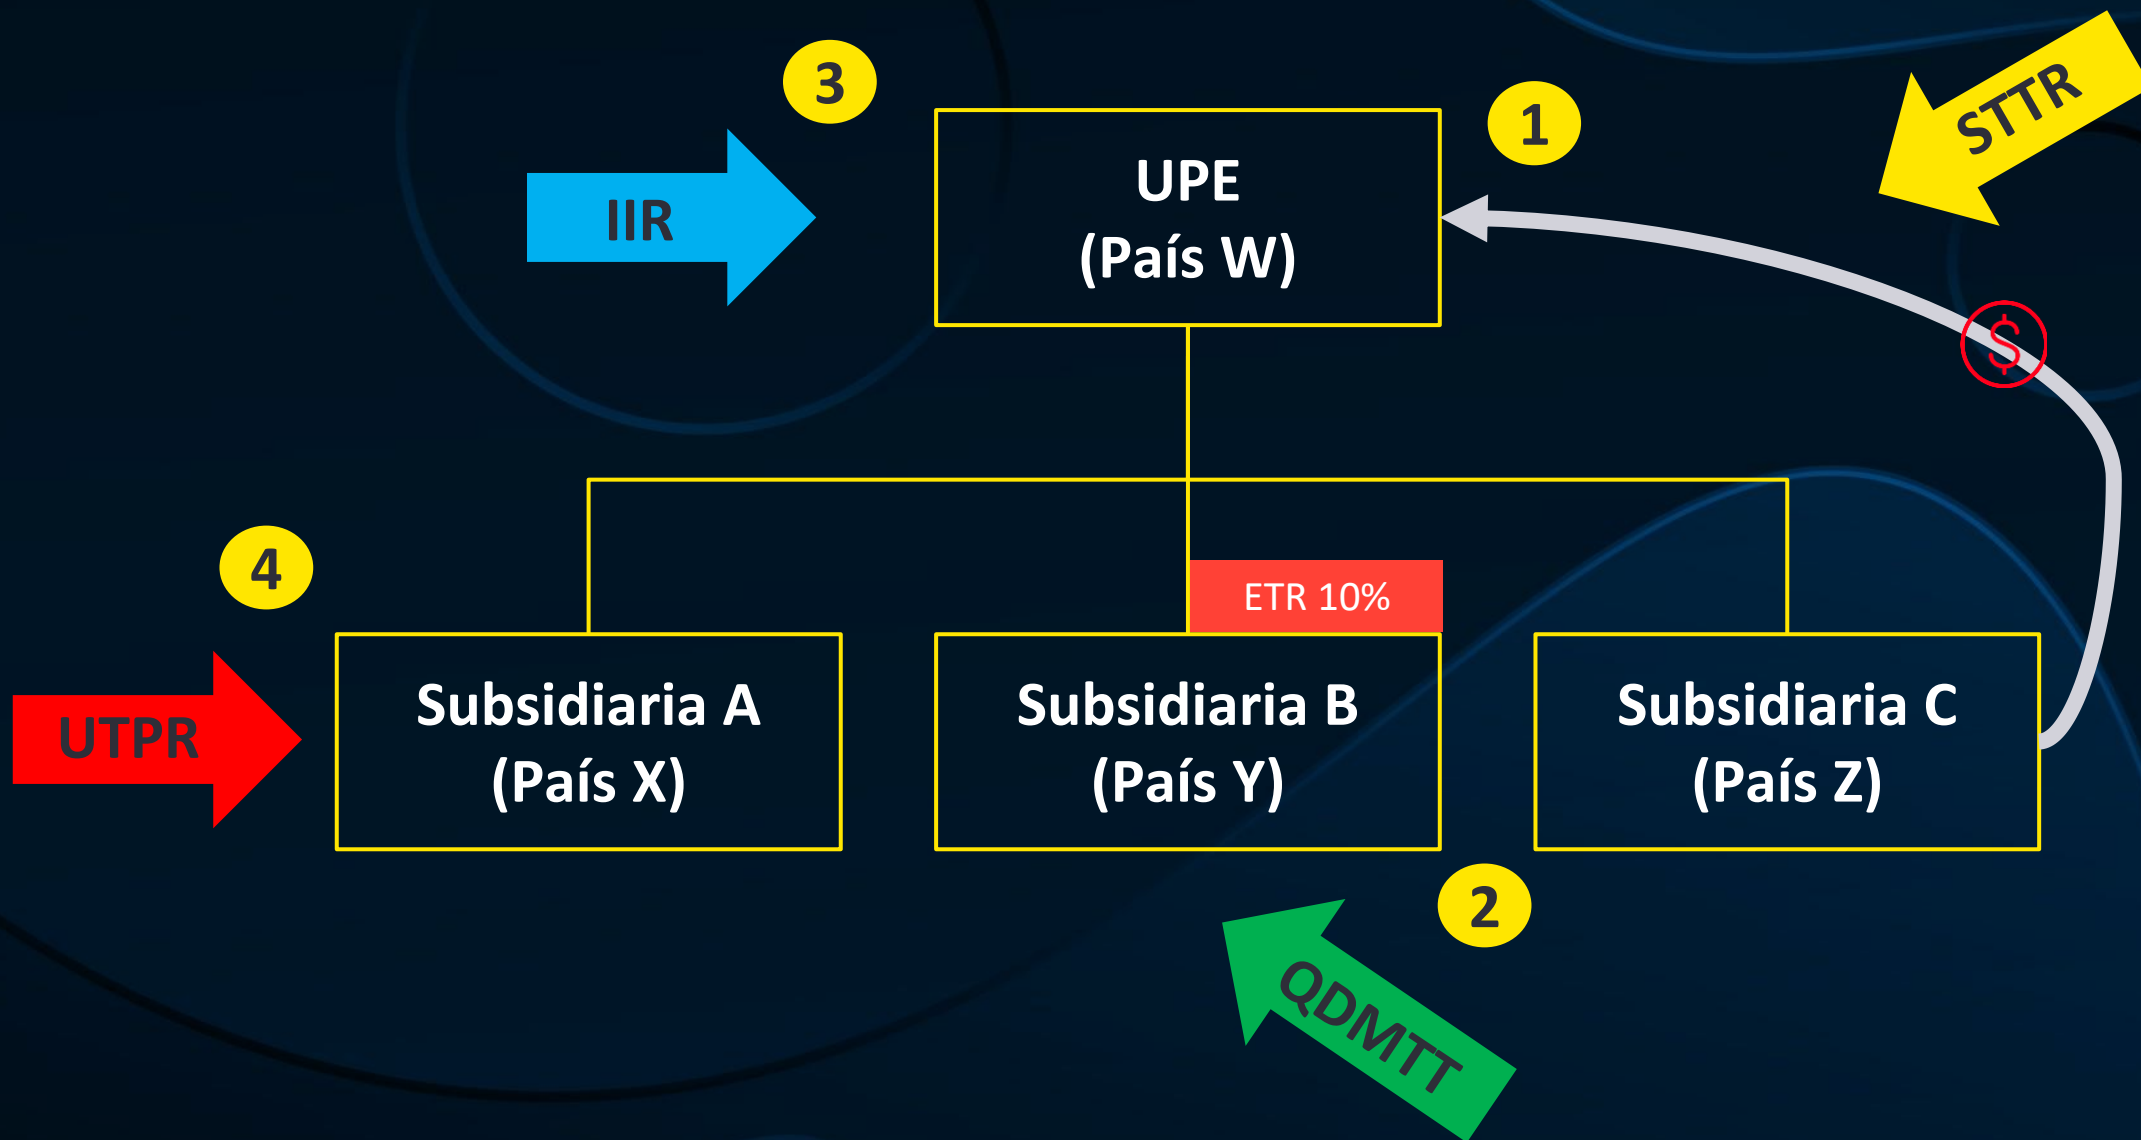 3
1
STTR
UPE
(País W)
IIR
$
4
ETR 10%
UTPR
Subsidiaria A
(País X)
Subsidiaria B
(País Y)
Subsidiaria C
(País Z)
2
QDMTT